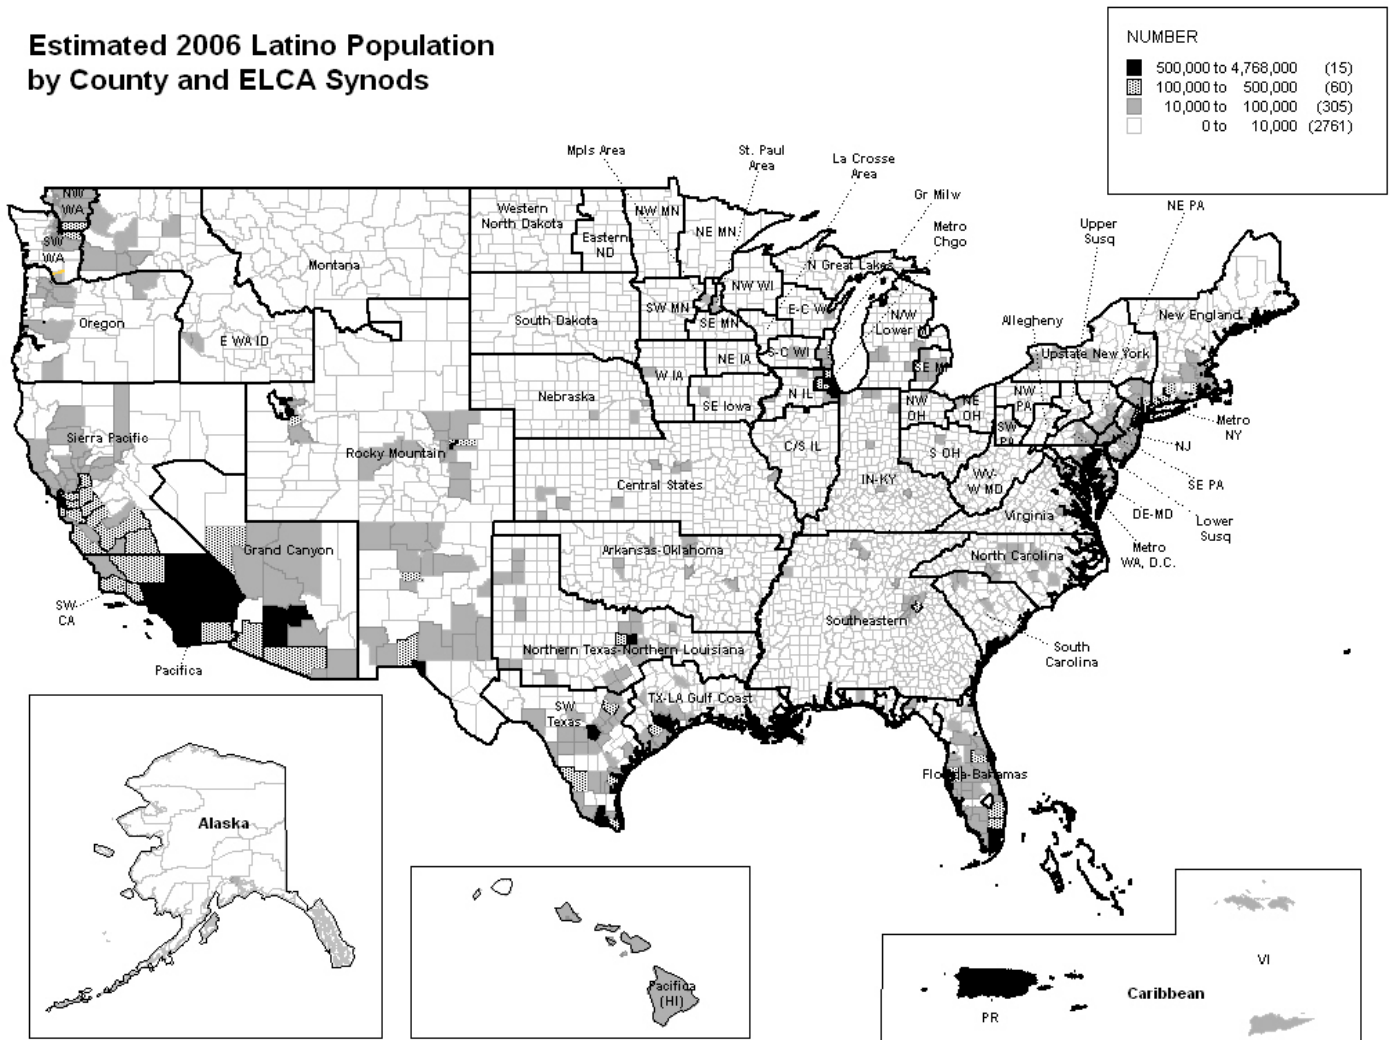 Estimated 2006 Latino Population
by County and ELCA Synods
NUMBER
500,000 to 4,768,000 (15)
100,000 to 500,000 (60)
10,000 to 100,000 (305)
0 to 10,000 (2761)
Mpls Area
St. Paul
Area
La Crosse
Area
Gr Milw
Metro
Chgo
Upper
Susq
NE PA
NW
WA
SW
WA
Montana
Western
North Dakota
Eastern
ND
NW MN
NE MN
N Great Lakes
NW WI
E-C W
N/W
Lower
New England
Allegheny
Upstate New York
Oregon
E WA ID
South Dakota
SW MN
SE MN
S-C WI
SE M
W IA
NE IA
SE Iowa
N IL
Nebraska
NW
OH
NE
OH
NW
PA
SW
PA
Metro
NY
NJ
SE PA
Sierra Pacific
Rocky Mountain
C/S IL
S OH
Central States
IN-KY
WV-
W MD
Virginia
DE-MD
Lower
Susq
Metro
WA, D.C.
Grand Canyon
Arkansas-Oklahoma
North Carolina
SW
CA
Southeastern
Pacifica
Northern Texas-Northern Louisiana
South
Carolina
SW
Texas
TX-LA Gulf Coast
Florida-Bahamas
Alaska
Pacifica
(HI)
VI
Caribbean
PR